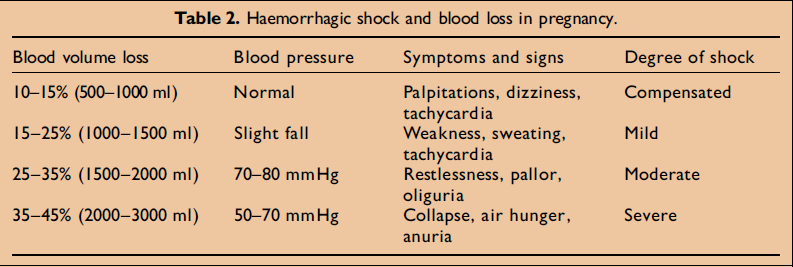 Table 2. Haemorrhagic shock and blood loss in pregnancy.
Blood volume loss Blood pressure Symptoms and signs Degree of shock
10–15% (500–1000 ml) Normal Palpitations, dizziness, Compensated
tachycardia
15–25% (1000–1500 ml) Slight fall Weakness, sweating, Mild
tachycardia
25–35% (1500–2000 ml) 70–80 mmHg Restlessness, pallor, Moderate
oliguria
35–45% (2000–3000 ml) 50–70 mmHg Collapse, air hunger, Severe
anuria